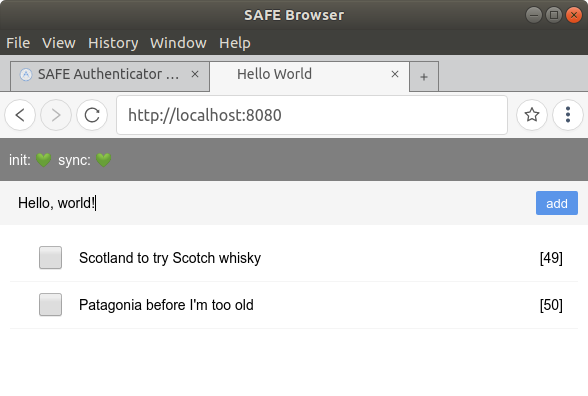 SAFE Browser
File View History Window Help
SAFE Authenticator ... × Hello World × +
http://localhost:8080
init: 💚 sync: 💚
Hello, world! add
Scotland to try Scotch whisky [49]
Patagonia before I'm too old [50]